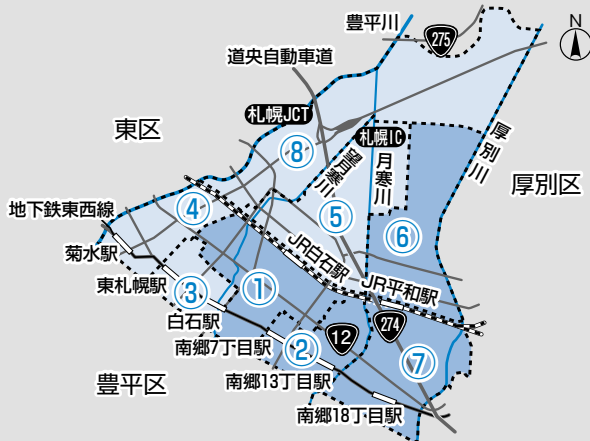 豊平川
275
N
道央自動車道
札幌JCT
東区
札幌IC
厚別川
⑧
望月寒川
月寒川
厚別区
④
地下鉄東西線
⑤
⑥
JR白石駅
菊水駅
東札幌駅
③
①
JR平和駅
白石駅
274
12
南郷7丁目駅
②
⑦
豊平区
南郷13丁目駅
南郷18丁目駅